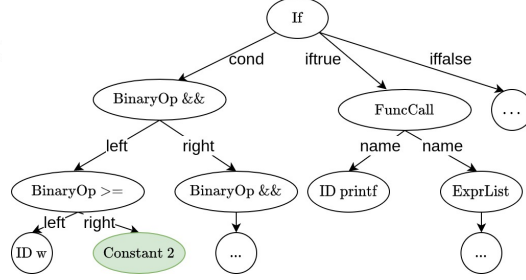 If
cond iftrue iffalse
BinaryOp && FuncCall ...
left right name name
BinaryOp >= BinaryOp && ID printf ExprList
left right
ID w Constant 2 ... ...